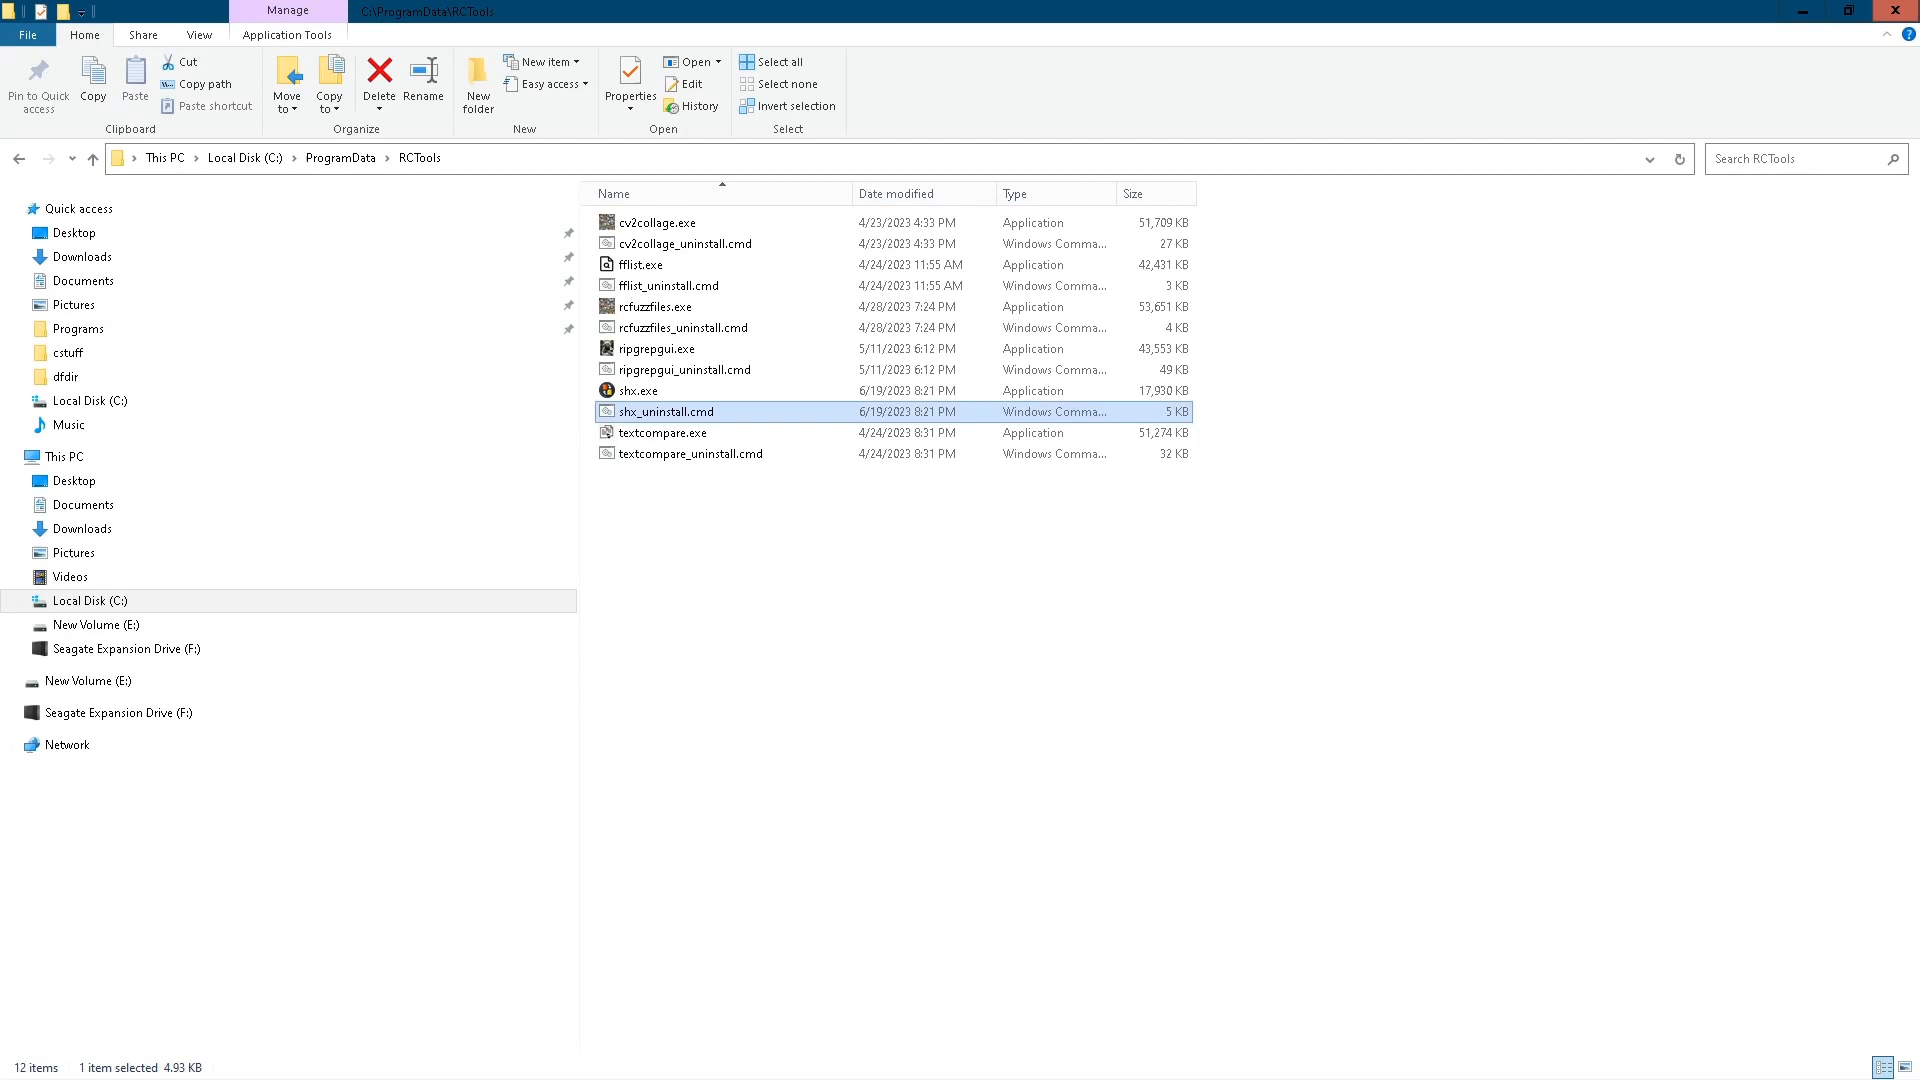 Manage
C:\ProgramData\RCTools
File
Home
Share
View
Application Tools
Pin to Quick access
Copy
Paste
Cut
Copy path
Paste shortcut
Clipboard
Move to
Copy to
Delete
Rename
Organize
New folder
New item
Easy access
New
Properties
Open
Edit
History
Open
Select all
Select none
Invert selection
Select
This PC
Local Disk (C:)
ProgramData
RCTools
Search RCTools
Quick access
Desktop
Downloads
Documents
Pictures
Programs
cstuff
dfdir
Local Disk (C:)
Music
This PC
Desktop
Documents
Downloads
Pictures
Videos
Local Disk (C:)
New Volume (E:)
Seagate Expansion Drive (F:)
New Volume (E:)
Seagate Expansion Drive (F:)
Network
Name Date modified Type Size
cv2collage.exe 4/23/2023 4:33 PM Application 51,709 KB
cv2collage_uninstall.cmd 4/23/2023 4:33 PM Windows Comma... 27 KB
fflist.exe 4/24/2023 11:55 AM Application 42,431 KB
fflist_uninstall.cmd 4/24/2023 11:55 AM Windows Comma... 3 KB
rcfuzzfiles.exe 4/28/2023 7:24 PM Application 53,651 KB
rcfuzzfiles_uninstall.cmd 4/28/2023 7:24 PM Windows Comma... 4 KB
ripgrepgui.exe 5/11/2023 6:12 PM Application 43,553 KB
ripgrepgui_uninstall.cmd 5/11/2023 6:12 PM Windows Comma... 49 KB
shx.exe 6/19/2023 8:21 PM Application 17,930 KB
shx_uninstall.cmd 6/19/2023 8:21 PM Windows Comma... 5 KB
textcompare.exe 4/24/2023 8:31 PM Application 51,274 KB
textcompare_uninstall.cmd 4/24/2023 8:31 PM Windows Comma... 32 KB
12 items 1 item selected 4.93 KB